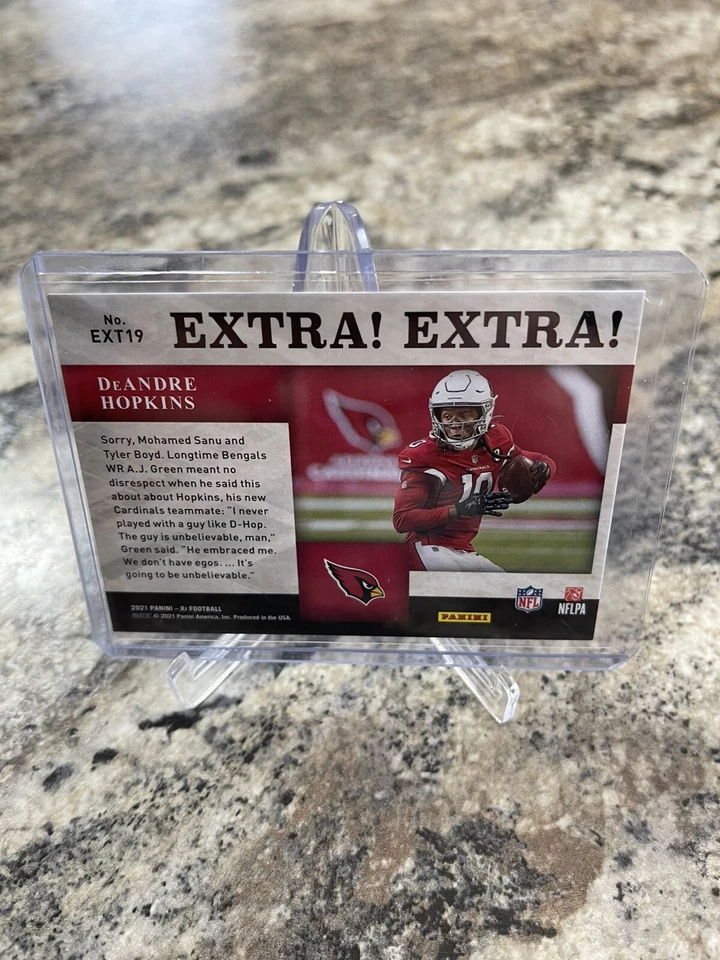 No.
EXT19
EXTRA! EXTRA!
DeANDRE
HOPKINS
Sorry, Mohamed Sanu and
Tyler Boyd. Longtime Bengals
WR A.J. Green meant no
disrespect when he said this
about about Hopkins, his new
Cardinals teammate: "I never
played with a guy like D-Hop.
The guy is unbelievable, man,"
Green said. "He embraced me.
We don't have egos. ... It's
going to be unbelievable."
CARDINALS
10
2021 PANINI – Xr FOOTBALL
© 2021 Panini America, Inc. Produced in the USA.
PANINI
NFL
NFLPA